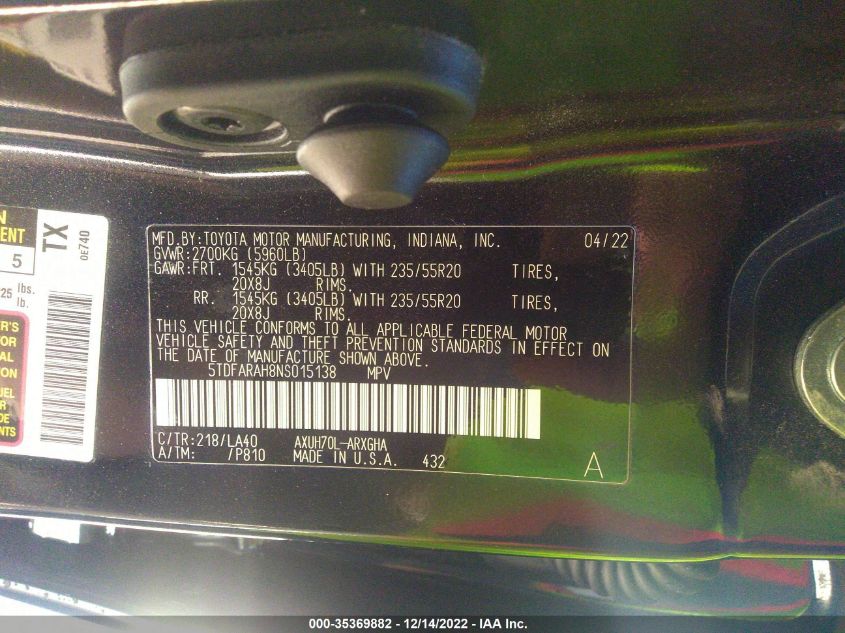 MFD.BY:TOYOTA MOTOR MANUFACTURING, INDIANA, INC. 04/22
GVWR:2700KG (5960LB)
GAWR:FRT. 1545KG (3405LB) WITH 235/55R20 TIRES,
20X8J RIMS.
RR. 1545KG (3405LB) WITH 235/55R20 TIRES,
20X8J RIMS.
THIS VEHICLE CONFORMS TO ALL APPLICABLE FEDERAL MOTOR
VEHICLE SAFETY AND THEFT PREVENTION STANDARDS IN EFFECT ON
THE DATE OF MANUFACTURE SHOWN ABOVE.
5TDFARAH8NS015138 MPV
C/TR:218/LA40 AXUH70L-ARXGHA
A/TM: /P810 MADE IN U.S.A. 432 A
TX
0E740
5
lbs.
lb.
000-35369882 - 12/14/2022 - IAA Inc.